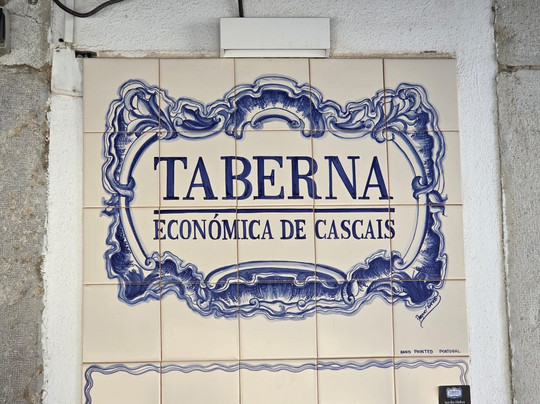 TABERNA
ECONÓMICA DE CASCAIS
HAND PAINTED PORTUGAL